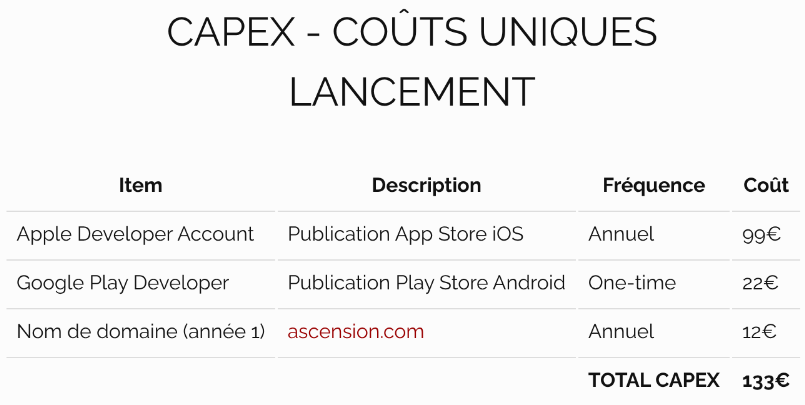 CAPEX - COÛTS UNIQUES
LANCEMENT
Item Description Fréquence Coût
Apple Developer Account Publication App Store iOS Annuel 99€
Google Play Developer Publication Play Store Android One-time 22€
Nom de domaine (année 1) ascension.com Annuel 12€
TOTAL CAPEX 133€